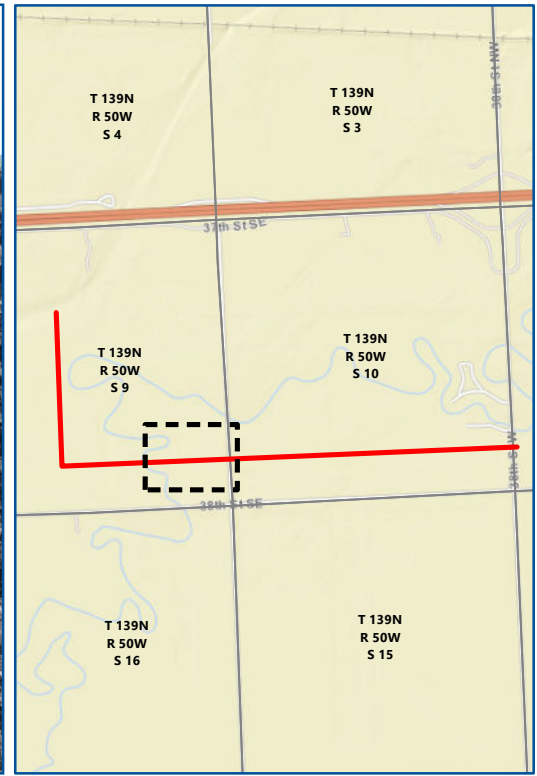 T 139N
R 50W
S 4
T 139N
R 50W
S 3
37th St SE
T 139N
R 50W
S 9
T 139N
R 50W
S 10
38th St SE
T 139N
R 50W
S 16
T 139N
R 50W
S 15